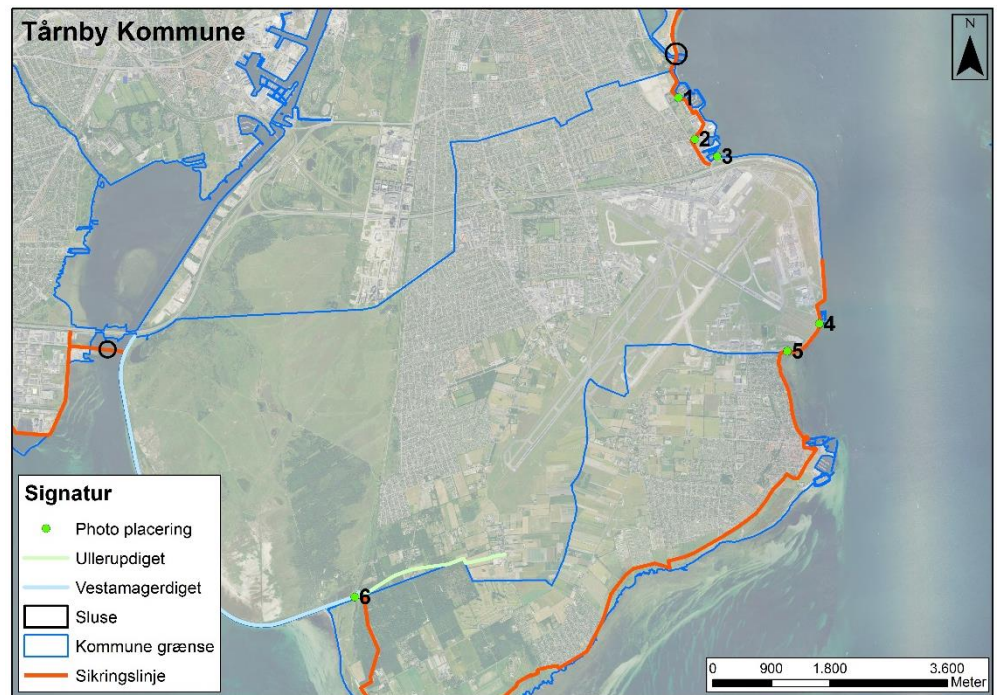 Tårnby Kommune
N
1
2
3
4
5
6
Signatur
Photo placering
Ullerupdiget
Vestamagerdiget
Sluse
Kommune grænse
Sikringslinje
0 900 1.800 3.600
Meter